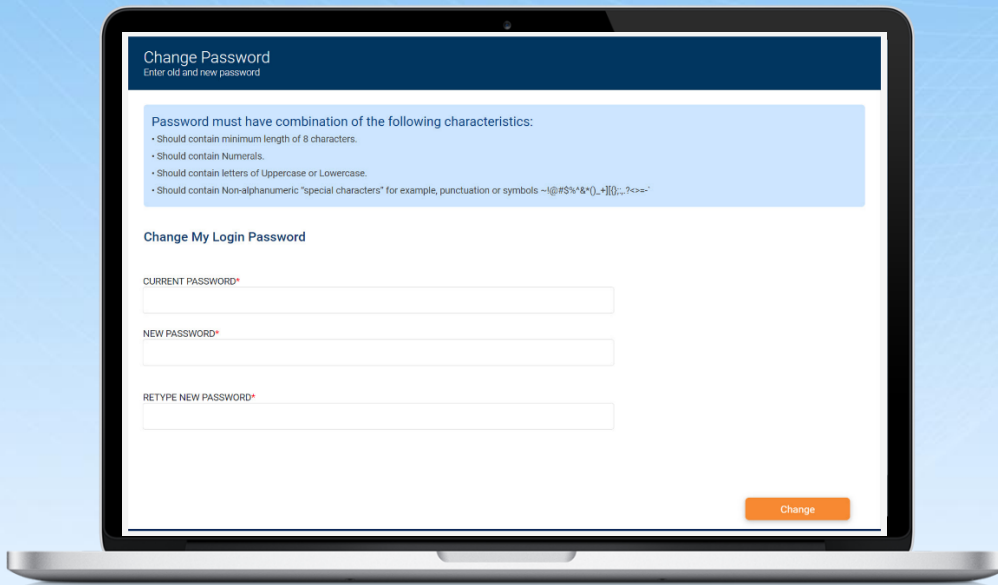 Change Password
Enter old and new password
Password must have combination of the following characteristics:
• Should contain minimum length of 8 characters.
• Should contain Numerals.
• Should contain letters of Uppercase or Lowercase.
• Should contain Non-alphanumeric "special characters" for example, punctuation or symbols ~!@#$%^&*()_+][{};:,.?<>=-`
Change My Login Password
CURRENT PASSWORD*
NEW PASSWORD*
RETYPE NEW PASSWORD*
Change